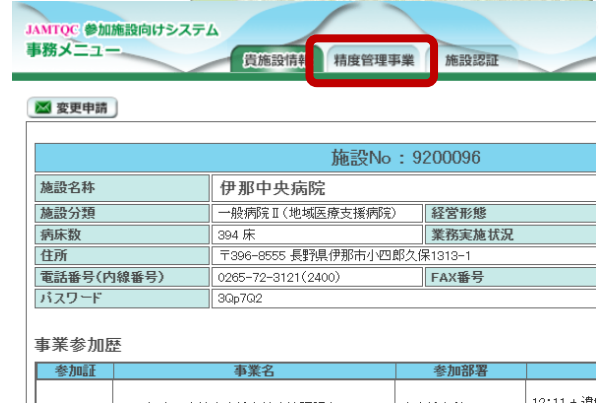 JAMTQC 参加施設向けシステム
事務メニュー
貴施設情報 精度管理事業 施設認証
変更申請
施設No : 9200096
施設名称 伊那中央病院
施設分類 一般病院Ⅱ(地域医療支援病院) 経営形態
病床数 394 床 業務実施状況
住所 〒396-8555 長野県伊那市小四郎久保1313-1
電話番号(内線番号) 0265-72-3121(2400) FAX番号
パスワード 3Qp7Q2
事業参加歴
参加証 事業名 参加部署